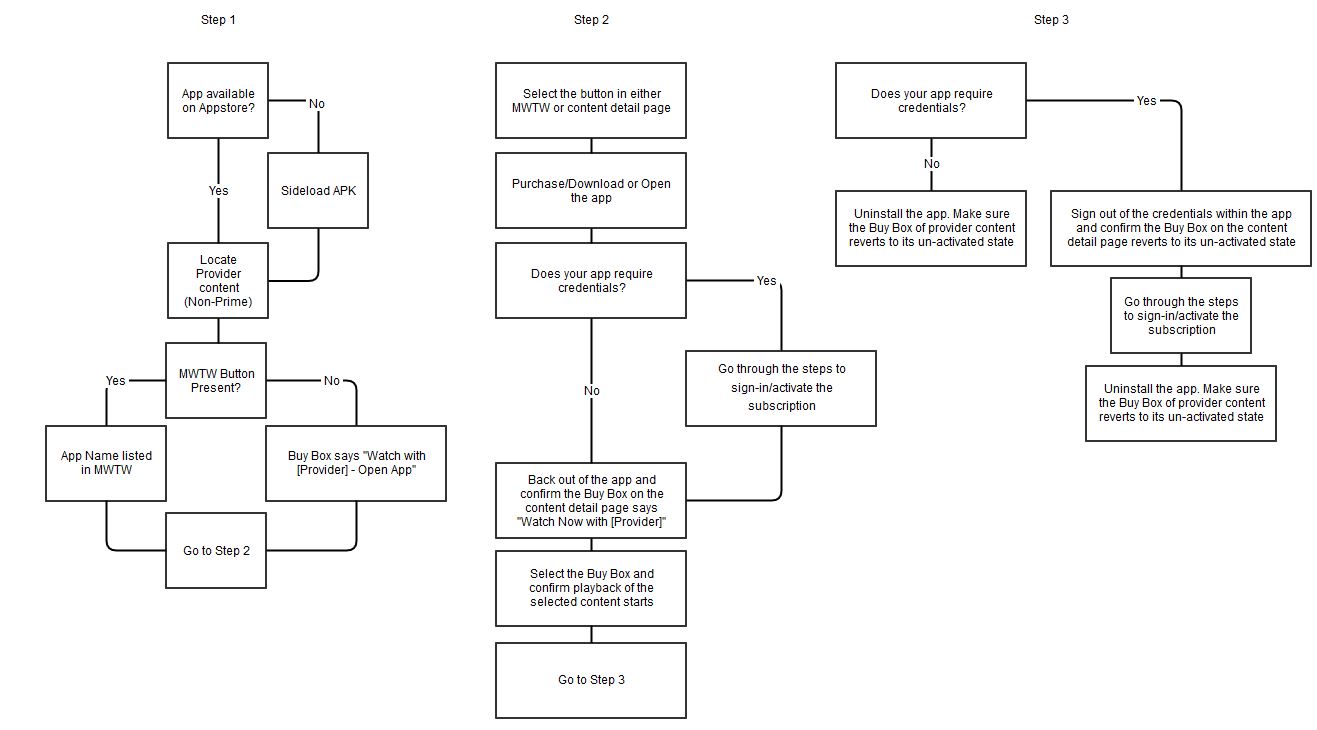 Step 1
App available
on Appstore?
No
Sideload APK
Yes
Locate
Provider
content
(Non-Prime)
MWTW Button
Present?
Yes
No
App Name listed
in MWTW
Buy Box says "Watch with
[Provider] - Open App"
Go to Step 2
Step 2
Select the button in either
MWTW or content detail page
Purchase/Download or Open
the app
Does your app require
credentials?
Yes
No
Go through the steps to
sign-in/activate the
subscription
Back out of the app and
confirm the Buy Box on the
content detail page says
"Watch Now with [Provider]"
Select the Buy Box and
confirm playback of the
selected content starts
Go to Step 3
Step 3
Does your app require
credentials?
Yes
No
Uninstall the app. Make sure
the Buy Box of provider content
reverts to its un-activated state
Sign out of the credentials within the app
and confirm the Buy Box on the content
detail page reverts to its un-activated state
Go through the steps
to sign-in/activate the
subscription
Uninstall the app. Make sure
the Buy Box of provider content
reverts to its un-activated state